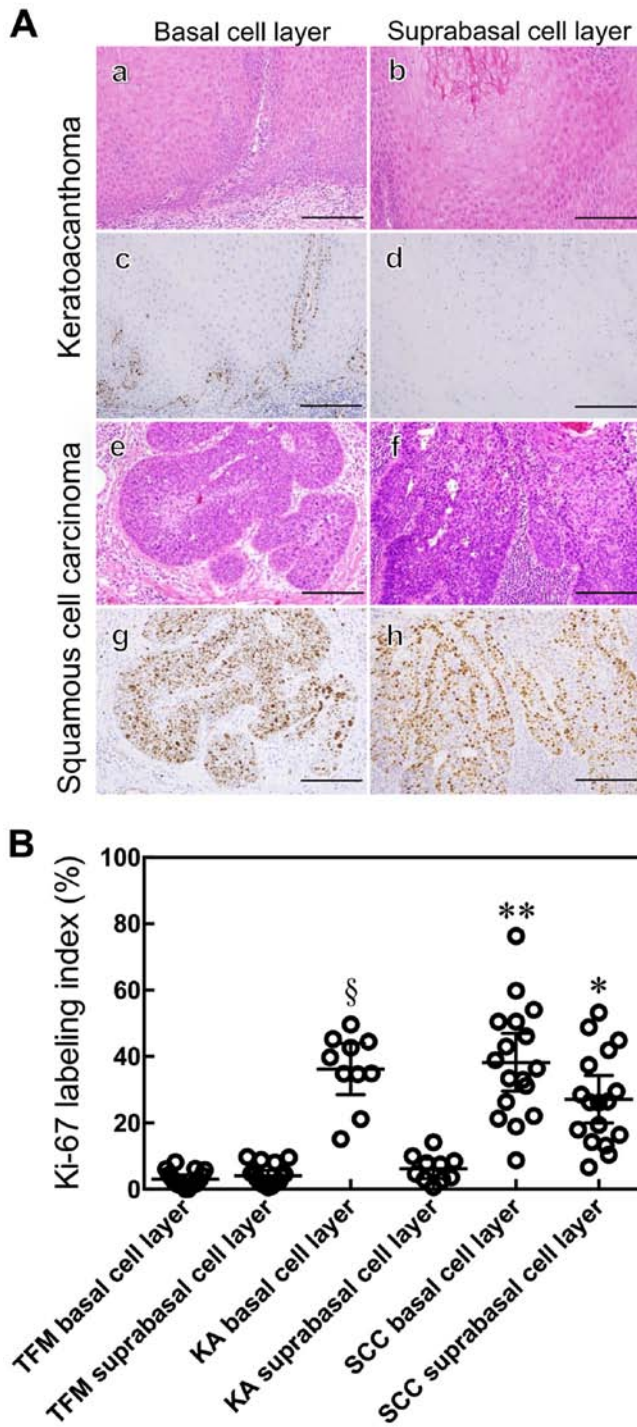 A
Basal cell layer
Suprabasal cell layer
Keratoacanthoma
a
b
c
d
Squamous cell carcinoma
e
f
g
h
B
Ki-67 labeling index (%)
100
80
60
40
20
0
§
**
*
TFM basal cell layer
TFM suprabasal cell layer
KA basal cell layer
KA suprabasal cell layer
SCC basal cell layer
SCC suprabasal cell layer